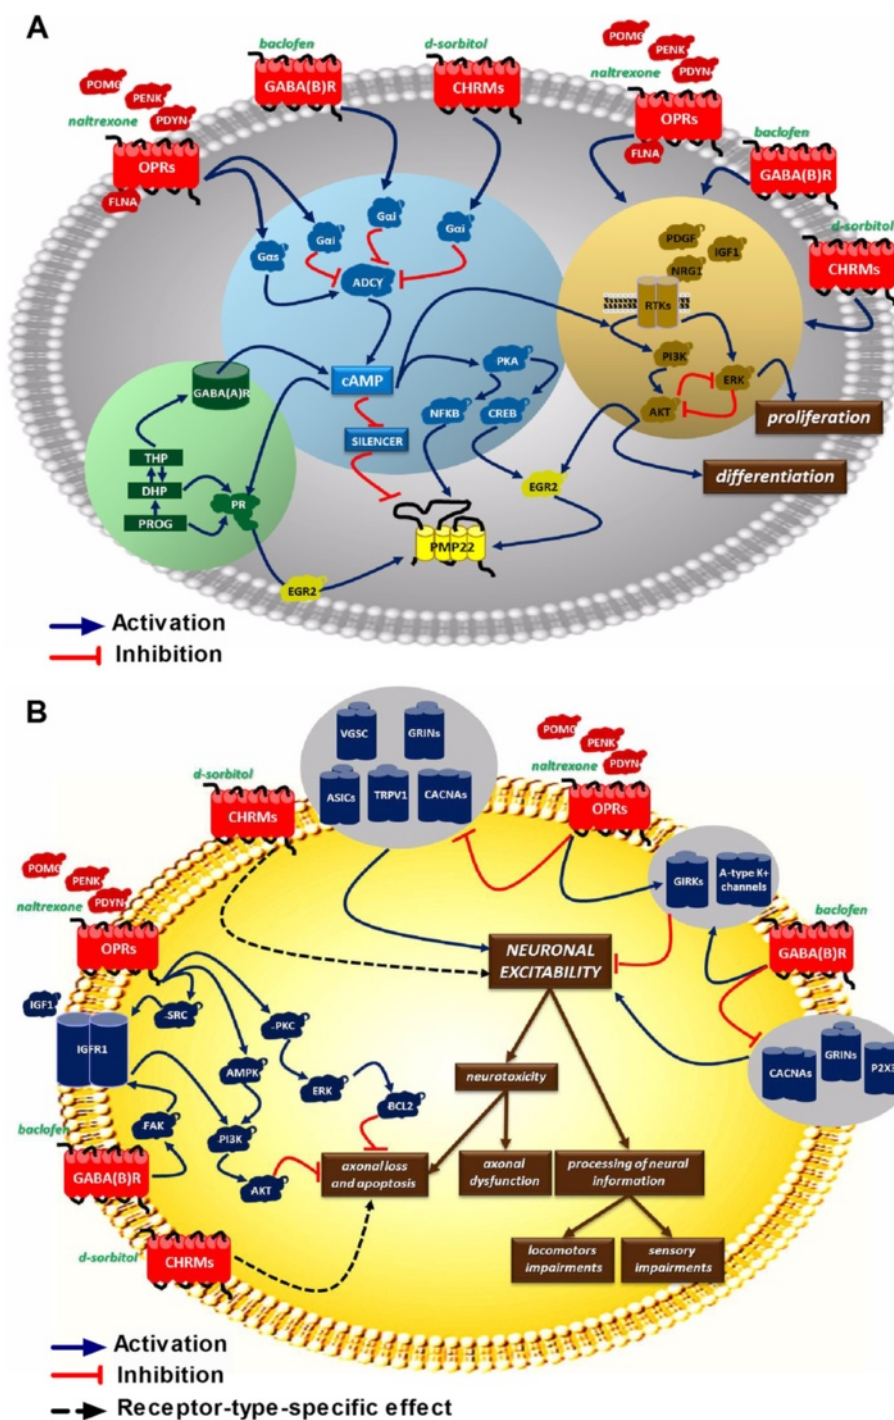 A
baclofen
d-sorbitol
GABA(B)R
CHRMs
POMC
PENK
PDYN
naltrexone
OPRs
FLNA
POMC
PENK
PDYN
naltrexone
OPRs
FLNA
baclofen
GABA(B)R
d-sorbitol
CHRMs
Gαs
Gαi
Gαi
Gαi
ADCY
cAMP
SILENCER
PKA
NFKB
CREB
PDGF
IGF1
NRG1
RTKs
PI3K
ERK
AKT
proliferation
differentiation
GABA(A)R
THP
DHP
PROG
PR
EGR2
EGR2
PMP22
Activation
Inhibition
B
VGSC
GRINs
ASICs
TRPV1
CACNAs
d-sorbitol
CHRMs
POMC
PENK
PDYN
naltrexone
OPRs
GIRKs
A-type K+
channels
baclofen
GABA(B)R
CACNAs
GRINs
P2X3
POMC
PENK
PDYN
naltrexone
OPRs
IGF1
IGFR1
SRC
PKC
AMPK
ERK
BCL2
FAK
PI3K
AKT
baclofen
GABA(B)R
d-sorbitol
CHRMs
NEURONAL
EXCITABILITY
neurotoxicity
axonal loss
and apoptosis
axonal
dysfunction
processing of neural
information
locomotors
impairments
sensory
impairments
Activation
Inhibition
Receptor-type-specific effect